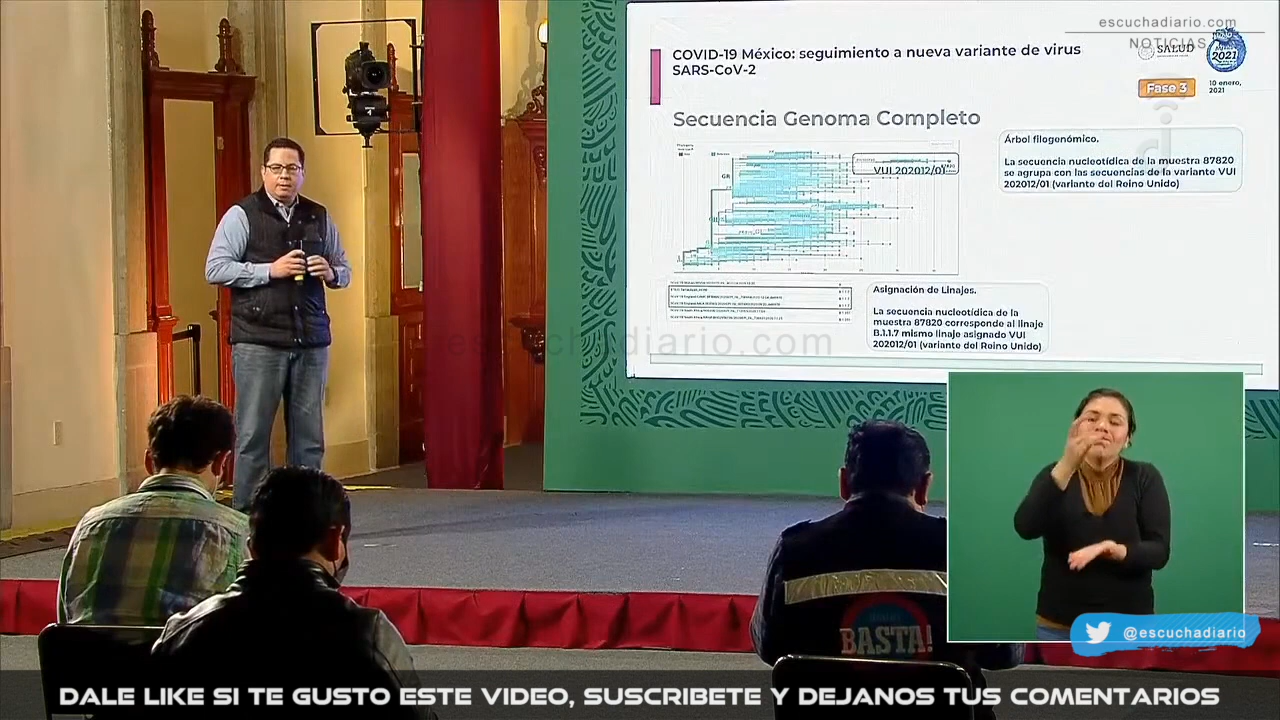 escuchadiario.com
NOTICIAS
COVID-19 México: seguimiento a nueva variante de virus
SARS-CoV-2
SALUD
2021
Fase 3
10 enero,
2021
Secuencia Genoma Completo
VUI 202012/01
Árbol filogenómico.
La secuencia nucleotídica de la muestra 87820
se agrupa con las secuencias de la variante VUI
202012/01 (variante del Reino Unido)
Asignación de Linajes.
La secuencia nucleotídica de la
muestra 87820 corresponde al linaje
B.1.1.7 mismo linaje asignado VUI
202012/01 (variante del Reino Unido)
escuchadiario.com
BASTA!
@escuchadiario
DALE LIKE SI TE GUSTO ESTE VIDEO, SUSCRIBETE Y DEJANOS TUS COMENTARIOS